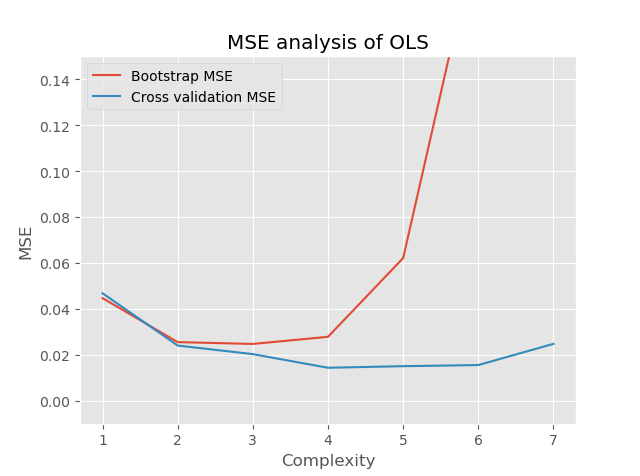 MSE analysis of OLS
Bootstrap MSE
Cross validation MSE
0.14
0.12
0.10
0.08
0.06
0.04
0.02
0.00
MSE
1 2 3 4 5 6 7
Complexity